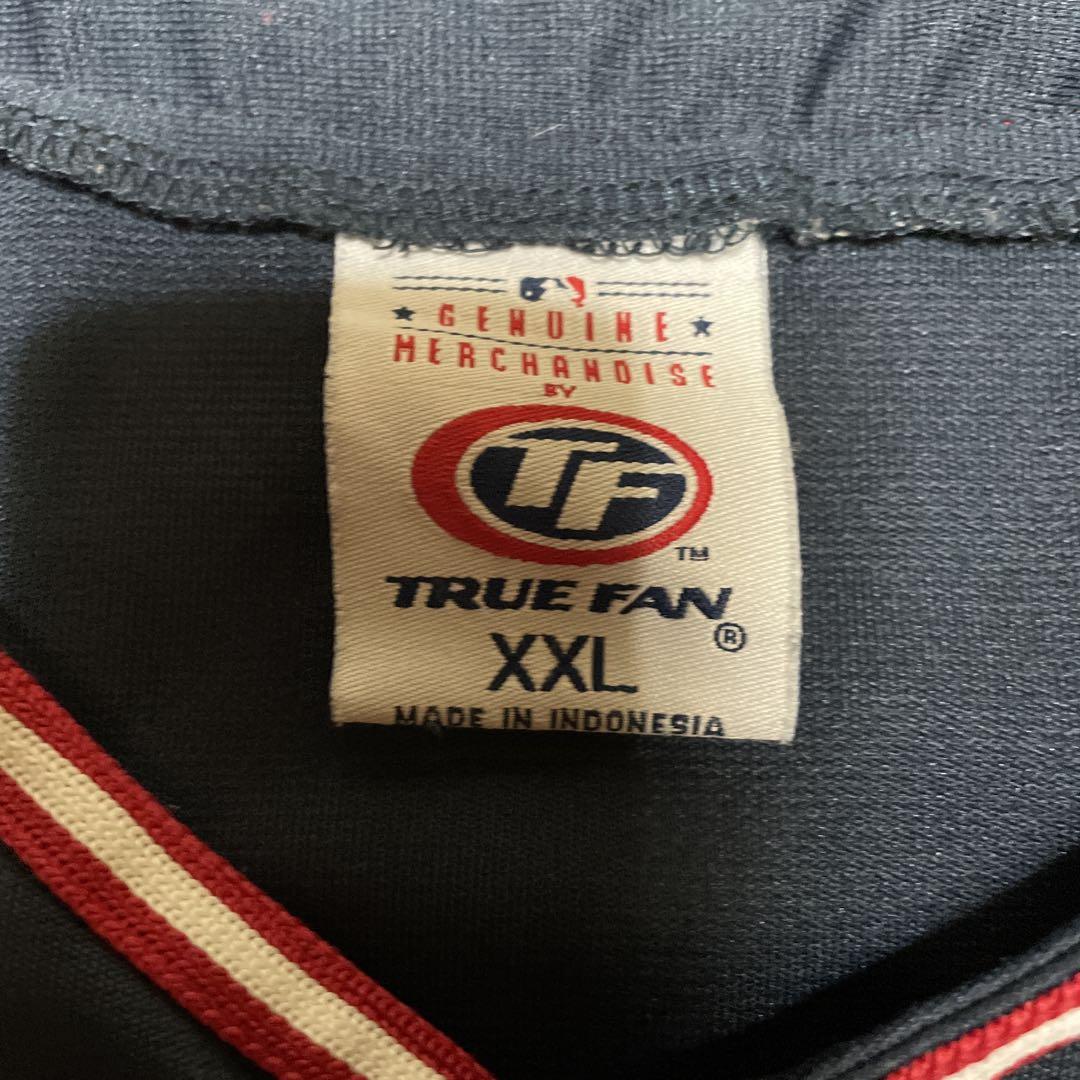 ★ GENUINE ★
MERCHANDISE
BY
TF
TM
TRUE FAN
®
XXL
MADE IN INDONESIA